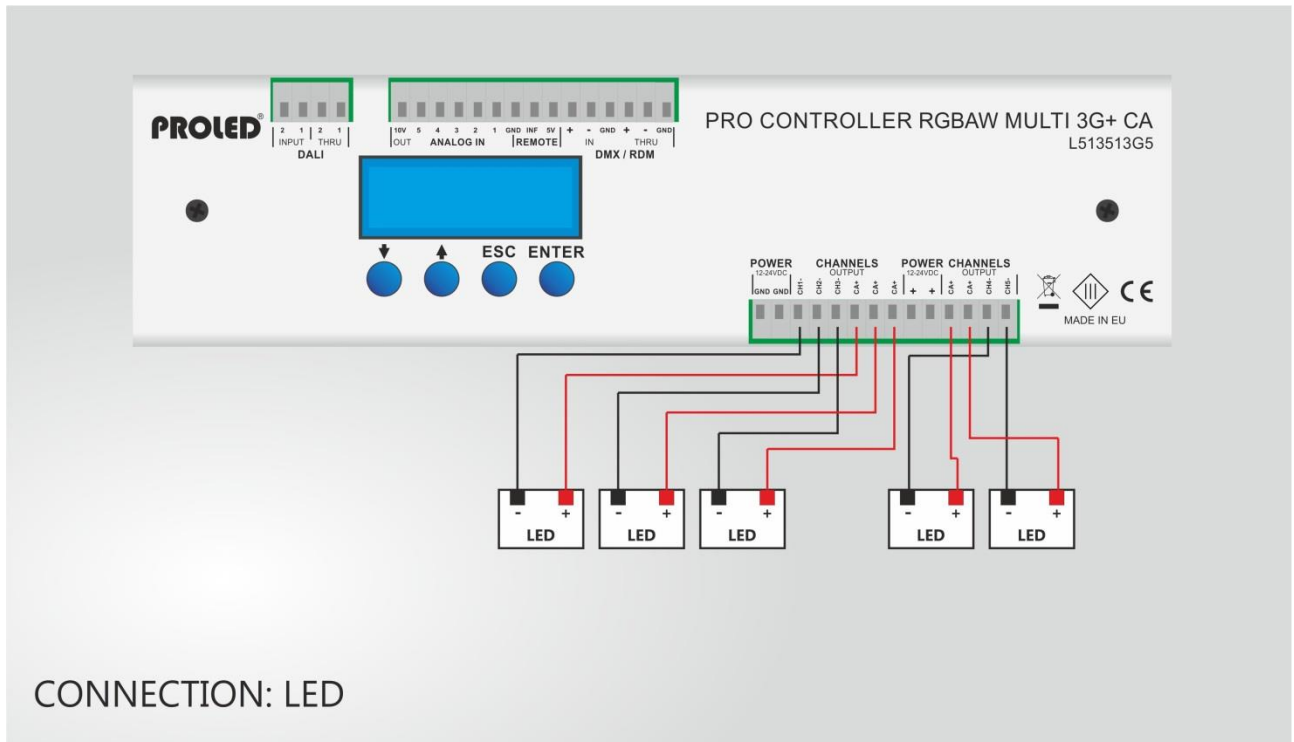 PROLED®
2 1 2 1
INPUT THRU
DALI
10V 5 4 3 2 1 GND INF 5V + - GND + - GND
OUT ANALOG IN REMOTE IN THRU
DMX / RDM
PRO CONTROLLER RGBAW MULTI 3G+ CA
L513513G5
ESC ENTER
POWER CHANNELS POWER CHANNELS
12-24VDC OUTPUT 12-24VDC OUTPUT
GND GND CH1- CH2- CH3- CA+ CA+ CA+ + + CA+ CA+ CH4- CH5-
III CE
MADE IN EU
- + - + - + - + - +
LED LED LED LED LED
CONNECTION: LED